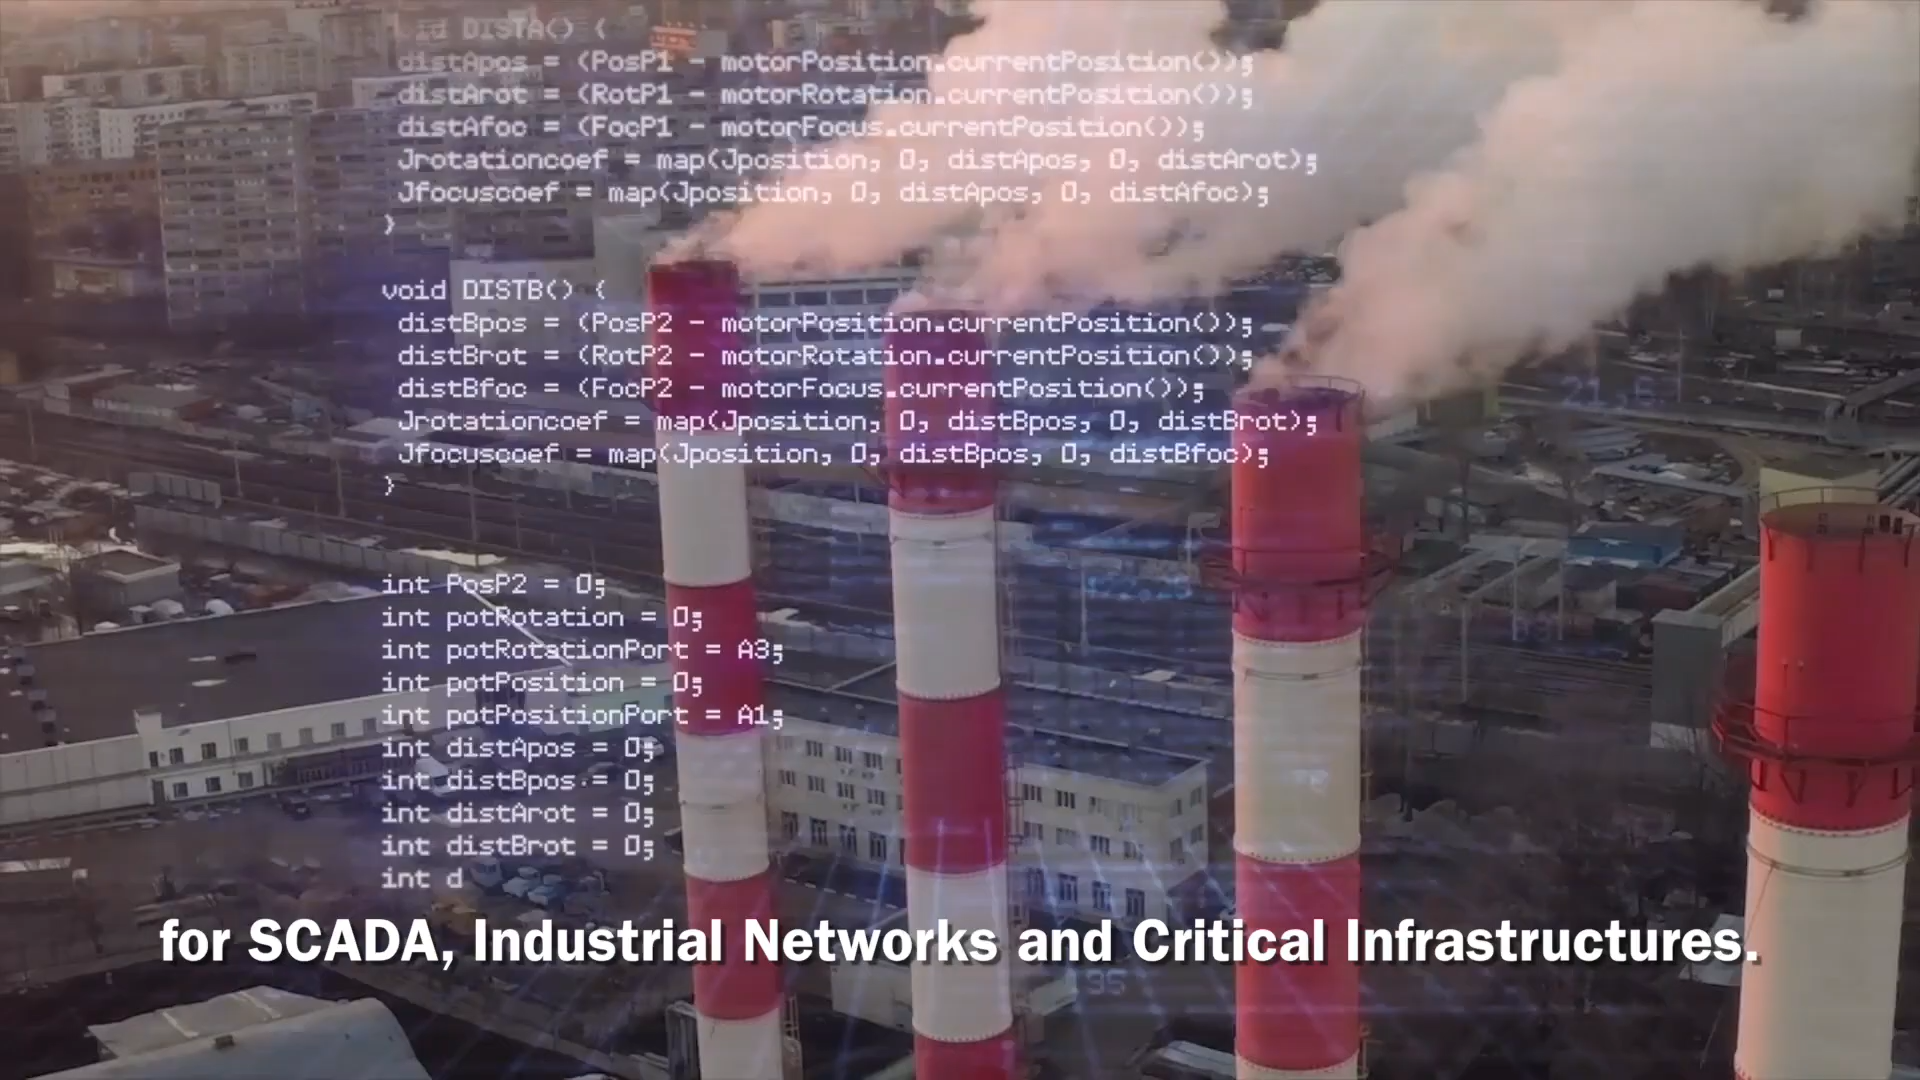 void DISTA() {
distApos = (PosP1 - motorPosition.currentPosition());
distArot = (RotP1 - motorRotation.currentPosition());
distAfoc = (FocP1 - motorFocus.currentPosition());
Jrotationcoef = map(Jposition, 0, distApos, 0, distArot);
Jfocuscoef = map(Jposition, 0, distApos, 0, distAfoc);
}
void DISTB() {
distBpos = (PosP2 - motorPosition.currentPosition());
distBrot = (RotP2 - motorRotation.currentPosition());
distBfoc = (FocP2 - motorFocus.currentPosition());
Jrotationcoef = map(Jposition, 0, distBpos, 0, distBrot);
Jfocuscoef = map(Jposition, 0, distBpos, 0, distBfoc);
}
int PosP2 = 0;
int potRotation = 0;
int potRotationPort = A3;
int potPosition = 0;
int potPositionPort = A1;
int distApos = 0;
int distBpos = 0;
int distArot = 0;
int distBrot = 0;
int d
for SCADA, Industrial Networks and Critical Infrastructures.